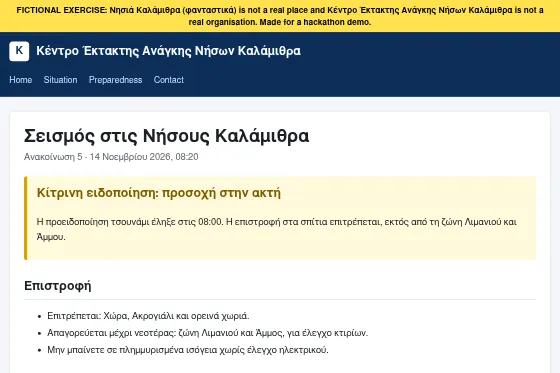 FICTIONAL EXERCISE: Νησιά Καλάμιθρα (φανταστικά) is not a real place and Κέντρο Έκτακτης Ανάγκης Νήσων Καλάμιθρα is not a
real organisation. Made for a hackathon demo.
K Κέντρο Έκτακτης Ανάγκης Νήσων Καλάμιθρα
Home Situation Preparedness Contact
Σεισμός στις Νήσους Καλάμιθρα
Ανακοίνωση 5 · 14 Νοεμβρίου 2026, 08:20
Κίτρινη ειδοποίηση: προσοχή στην ακτή
Η προειδοποίηση τσουνάμι έληξε στις 08:00. Η επιστροφή στα σπίτια επιτρέπεται, εκτός από τη ζώνη Λιμανιού και
Άμμου.
Επιστροφή
• Επιτρέπεται: Χώρα, Ακρογιάλι και ορεινά χωριά.
• Απαγορεύεται μέχρι νεοτέρας: ζώνη Λιμανιού και Άμμος, για έλεγχο κτιρίων.
• Μην μπαίνετε σε πλημμυρισμένα ισόγεια χωρίς έλεγχο ηλεκτρικού.